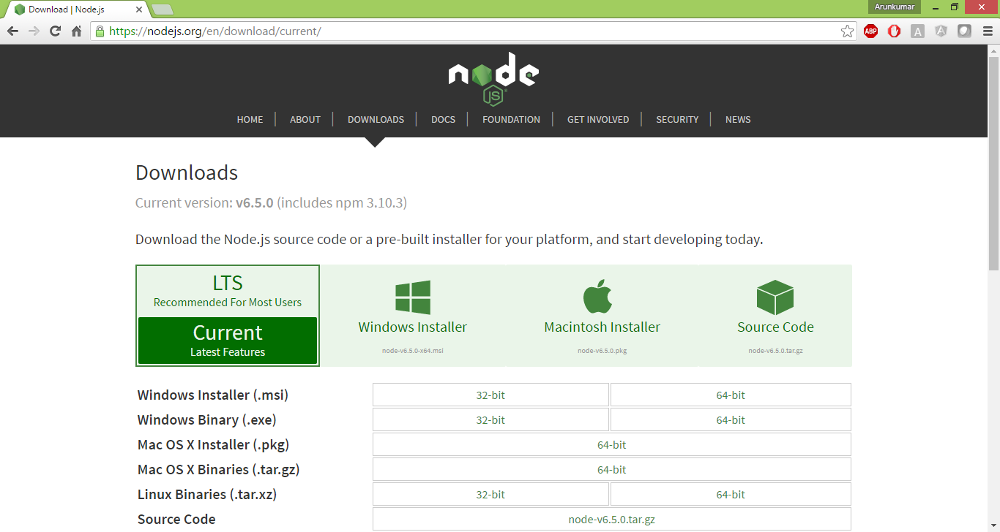 Download | Node.js
Arunkumar
https://nodejs.org/en/download/current/
ABP
A
A
node
JS
HOME ABOUT DOWNLOADS DOCS FOUNDATION GET INVOLVED SECURITY NEWS
Downloads
Current version: v6.5.0 (includes npm 3.10.3)
Download the Node.js source code or a pre-built installer for your platform, and start developing today.
LTS
Recommended For Most Users
Current
Latest Features
Windows Installer
node-v6.5.0-x64.msi
Macintosh Installer
node-v6.5.0.pkg
Source Code
node-v6.5.0.tar.gz
Windows Installer (.msi) 32-bit 64-bit
Windows Binary (.exe) 32-bit 64-bit
Mac OS X Installer (.pkg) 64-bit
Mac OS X Binaries (.tar.gz) 64-bit
Linux Binaries (.tar.xz) 32-bit 64-bit
Source Code node-v6.5.0.tar.gz